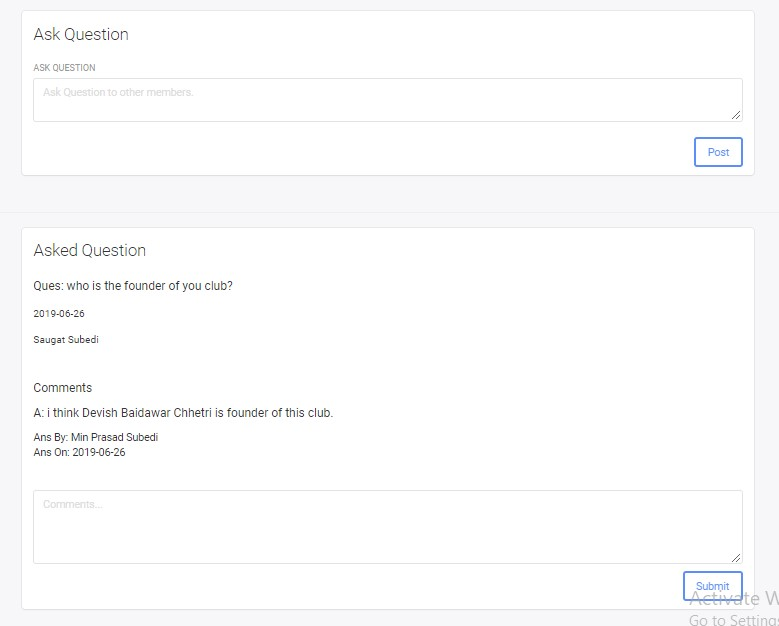 Ask Question
ASK QUESTION
Ask Question to other members.
Post
Asked Question
Ques: who is the founder of you club?
2019-06-26
Saugat Subedi
Comments
A: i think Devish Baidawar Chhetri is founder of this club.
Ans By: Min Prasad Subedi
Ans On: 2019-06-26
Comments...
Submit
Activate W
Go to Settings